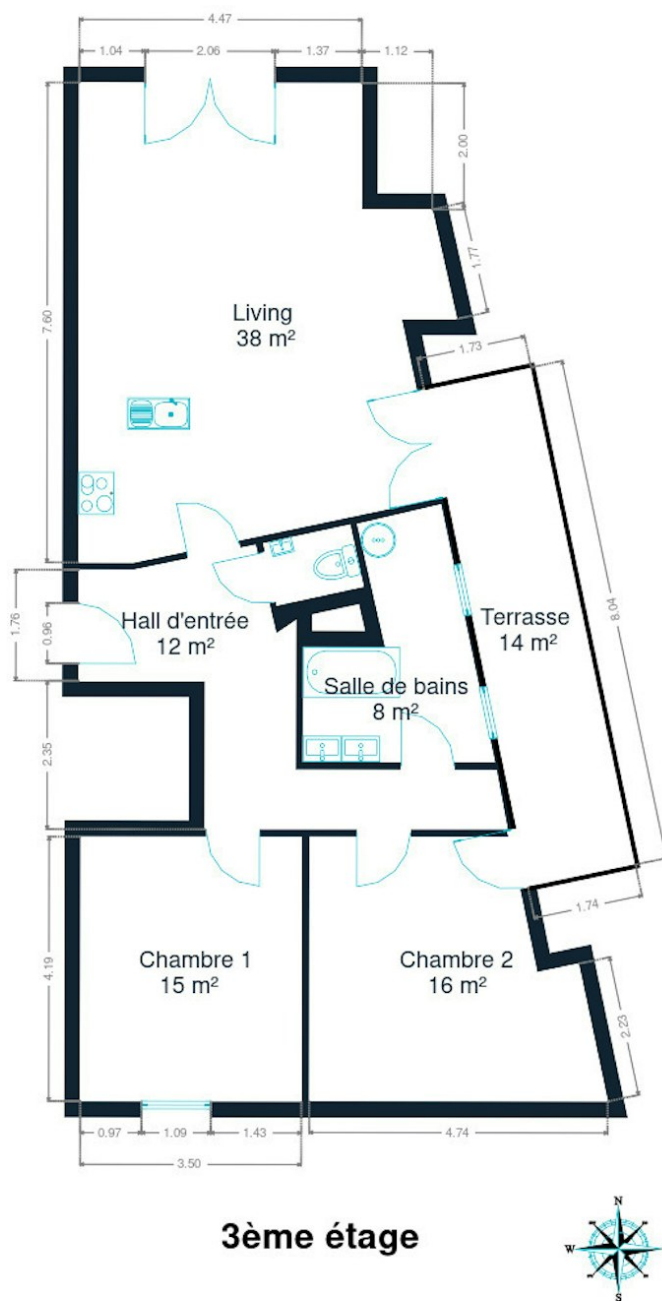 4.47
1.04
2.06
1.37
1.12
2.00
7.60
1.77
Living
38 m²
1.73
1.76
0.96
Hall d'entrée
12 m²
Terrasse
14 m²
8.04
Salle de bains
8 m²
2.35
4.19
1.74
Chambre 1
15 m²
Chambre 2
16 m²
2.23
0.97
1.09
1.43
4.74
3.50
3ème étage
N
W
E
S